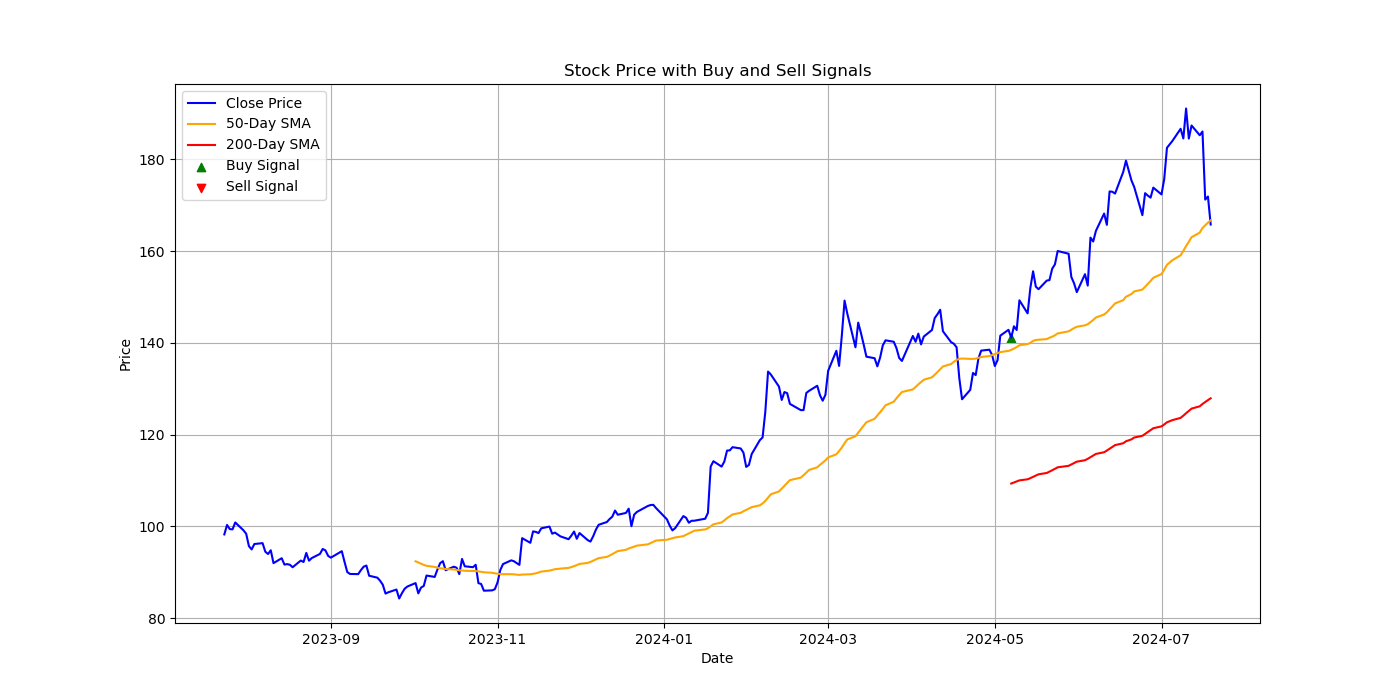 Stock Price with Buy and Sell Signals
Close Price
50-Day SMA
200-Day SMA
Buy Signal
Sell Signal
Price
180
160
140
120
100
80
2023-09
2023-11
2024-01
2024-03
2024-05
2024-07
Date